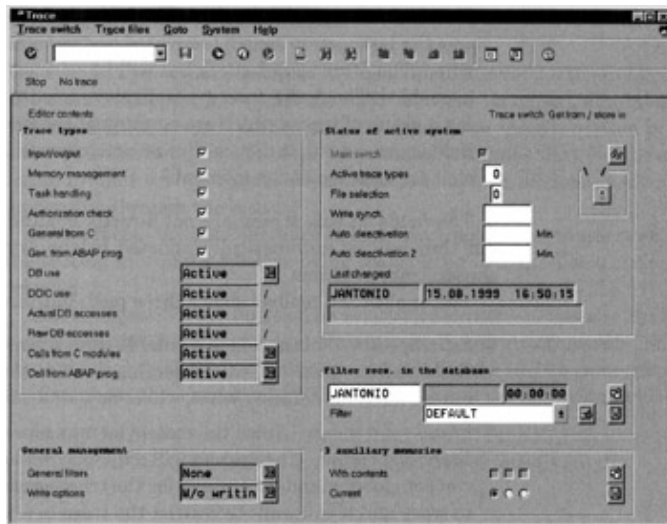 Trace
Trace switch Trace files Goto System Help
Stop No trace
Editor contents
Trace switch Get from / store in
Trace types
Input/output
Memory management
Task handling
Authorization check
General from C
Gen. from ABAP prog.
DB use Active
DDIC use Active /
Actual DB accesses Active /
Raw DB accesses Active /
Calls from C modules Active
Call from ABAP prog. Active
Status of active system
Main switch
Active trace types 0
File selection 0
Write synch.
Auto. deactivation Min.
Auto. deactivation 2 Min.
Last changed
JANTONIO 15.08.1999 16:50:15
Filter recs. in the database
JANTONIO 00:00:00
Filter DEFAULT
General management
General filters None
Write options W/o writin
3 auxiliary memories
With contents
Current